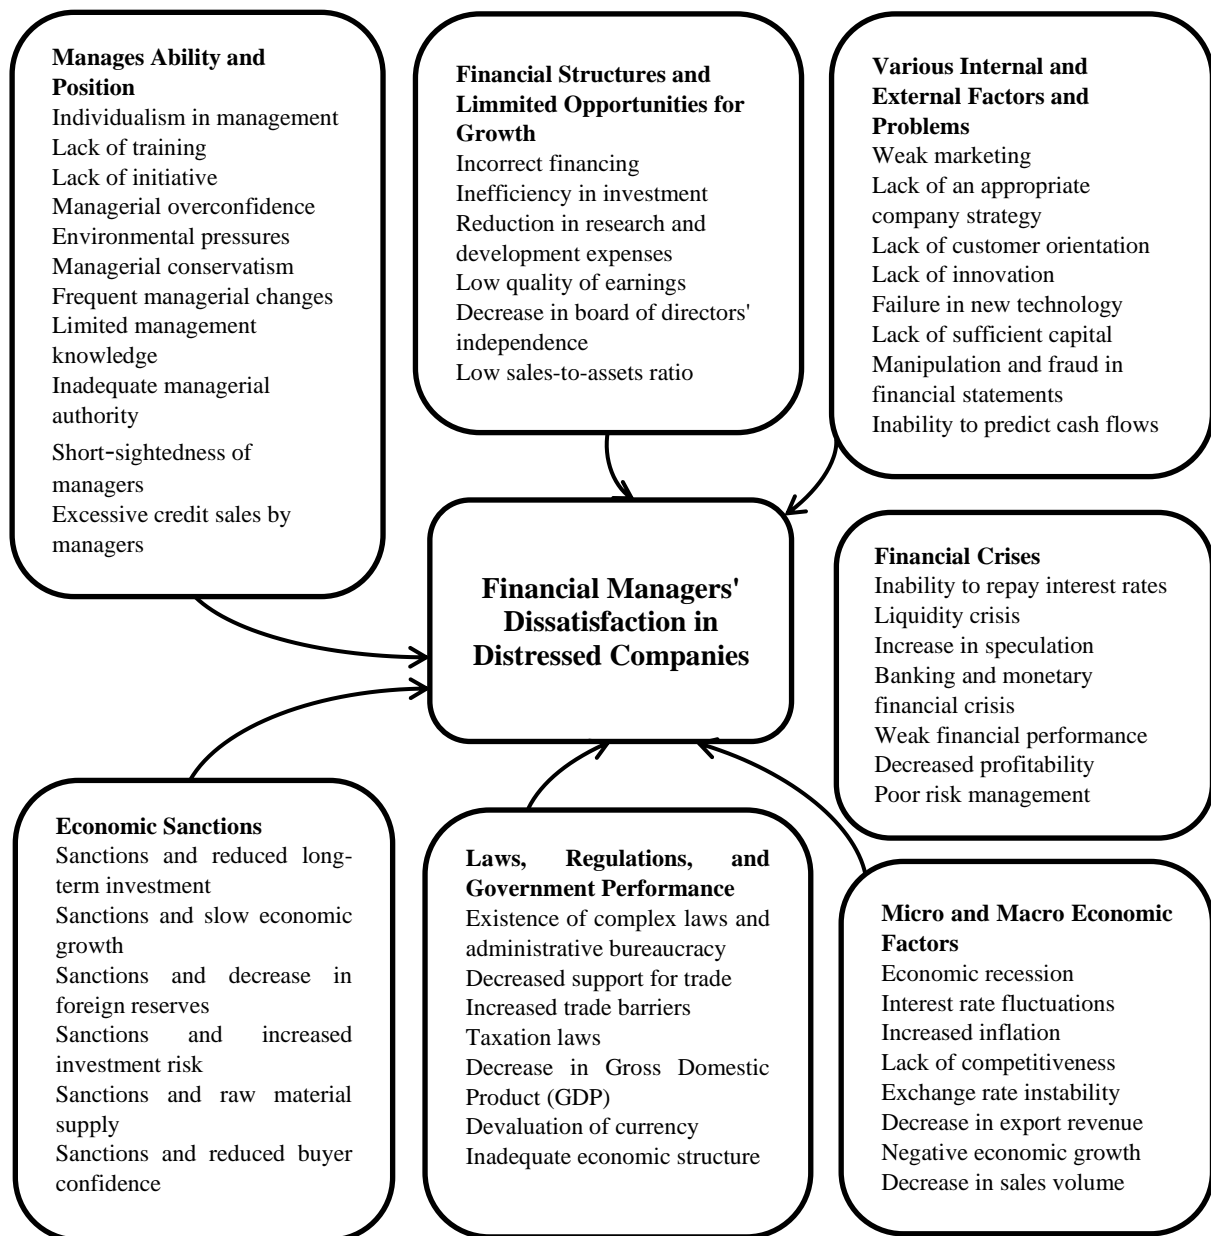 Manages Ability and
Position
Individualism in management
Lack of training
Lack of initiative
Managerial overconfidence
Environmental pressures
Managerial conservatism
Frequent managerial changes
Limited management
knowledge
Inadequate managerial
authority
Short-sightedness of
managers
Excessive credit sales by
managers
Financial Structures and
Limmited Opportunities for
Growth
Incorrect financing
Inefficiency in investment
Reduction in research and
development expenses
Low quality of earnings
Decrease in board of directors'
independence
Low sales-to-assets ratio
Various Internal and
External Factors and
Problems
Weak marketing
Lack of an appropriate
company strategy
Lack of customer orientation
Lack of innovation
Failure in new technology
Lack of sufficient capital
Manipulation and fraud in
financial statements
Inability to predict cash flows
Financial Managers'
Dissatisfaction in
Distressed Companies
Financial Crises
Inability to repay interest rates
Liquidity crisis
Increase in speculation
Banking and monetary
financial crisis
Weak financial performance
Decreased profitability
Poor risk management
Economic Sanctions
Sanctions and reduced long-
term investment
Sanctions and slow economic
growth
Sanctions and decrease in
foreign reserves
Sanctions and increased
investment risk
Sanctions and raw material
supply
Sanctions and reduced buyer
confidence
Laws, Regulations, and
Government Performance
Existence of complex laws and
administrative bureaucracy
Decreased support for trade
Increased trade barriers
Taxation laws
Decrease in Gross Domestic
Product (GDP)
Devaluation of currency
Inadequate economic structure
Micro and Macro Economic
Factors
Economic recession
Interest rate fluctuations
Increased inflation
Lack of competitiveness
Exchange rate instability
Decrease in export revenue
Negative economic growth
Decrease in sales volume